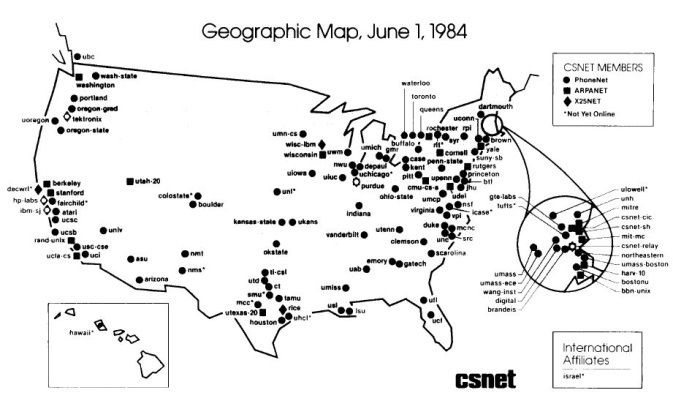 Geographic Map, June 1, 1984
CSNET MEMBERS
PhoneNet
ARPANET
X25NET
*Not Yet Online
ubc
wash-state
washington
portland
oregon-grad
tektronix
uoregon
oregon-state
waterloo
toronto
queens
dartmouth
uconn
rochester
rpi
buffalo
rit*
syr
brown
yale
cornell
suny-sb
penn-state
rutgers
princeton
btl
upenn
jhu
cmu-cs-a
udel
umcp
nsf
icase*
virginia
vpi
duke
mcnc
unc
src
scarolina
clemson
gatech
emory
uab
utenn
vanderbilt
umn-cs
wisc-ibm
wisconsin
uwm
umich
gmr
nwu
depaul
uchicago*
case
kent
pitt
uiowa
uiuc
purdue
ohio-state
indiana
unl*
utah-20
colostate*
boulder
kansas-state
ukans
okstate
berkeley
decwrl*
stanford
hp-labs
fairchild*
ibm-sj
atari
ucsc
ucsb
rand-unix
usc-cse
ucla-cs
uci
univ
asu
arizona
nmt
nms*
ti-csl
utd
ct
smu*
tamu
mcc*
rice
utexas-20
houston
uhcl*
umiss
usl
lsu
ufl
ucf
hawaii*
ulowell*
gte-labs
tufts*
unh
mitre
csnet-cic
csnet-sh
mit-mc
csnet-relay
northeastern
umass-boston
harv-10
bostonu
bbn-unix
umass
umass-ece
wang-inst
digital
brandeis
csnet
International
Affiliates
israel*